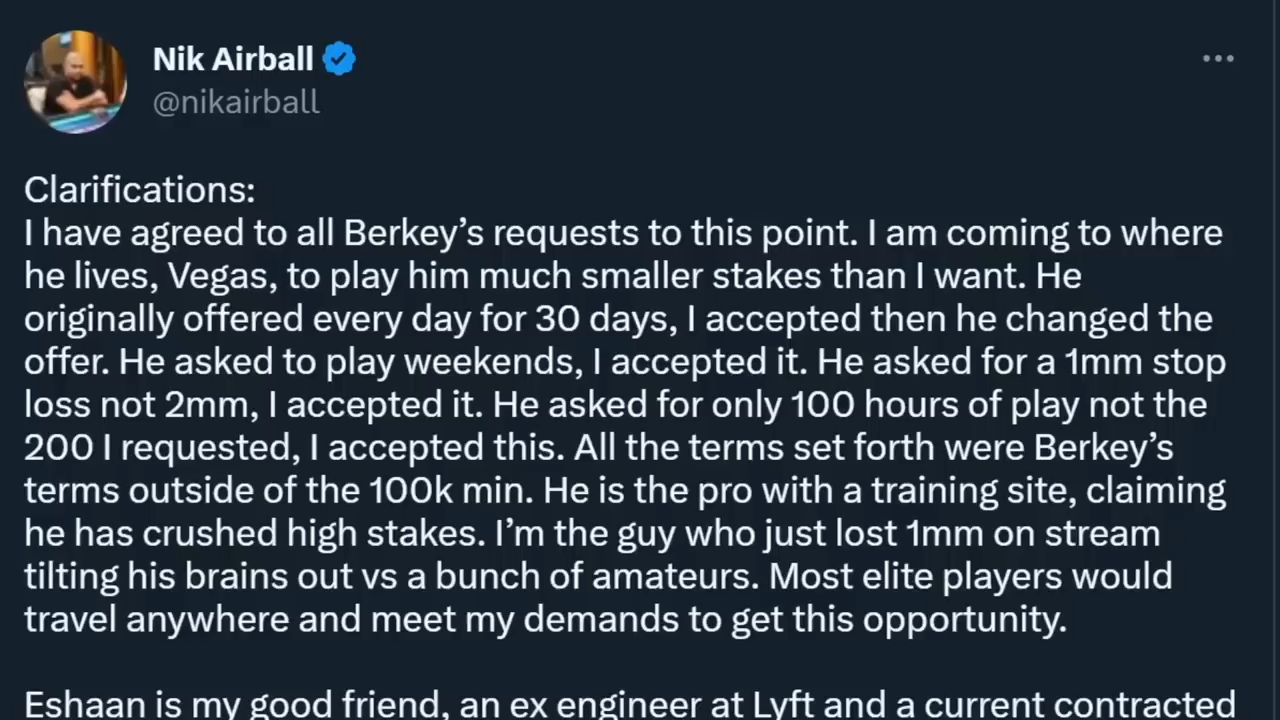 Nik Airball
@nikairball
Clarifications:
I have agreed to all Berkey’s requests to this point. I am coming to where
he lives, Vegas, to play him much smaller stakes than I want. He
originally offered every day for 30 days, I accepted then he changed the
offer. He asked to play weekends, I accepted it. He asked for a 1mm stop
loss not 2mm, I accepted it. He asked for only 100 hours of play not the
200 I requested, I accepted this. All the terms set forth were Berkey’s
terms outside of the 100k min. He is the pro with a training site, claiming
he has crushed high stakes. I’m the guy who just lost 1mm on stream
tilting his brains out vs a bunch of amateurs. Most elite players would
travel anywhere and meet my demands to get this opportunity.
Eshaan is my good friend, an ex engineer at Lyft and a current contracted